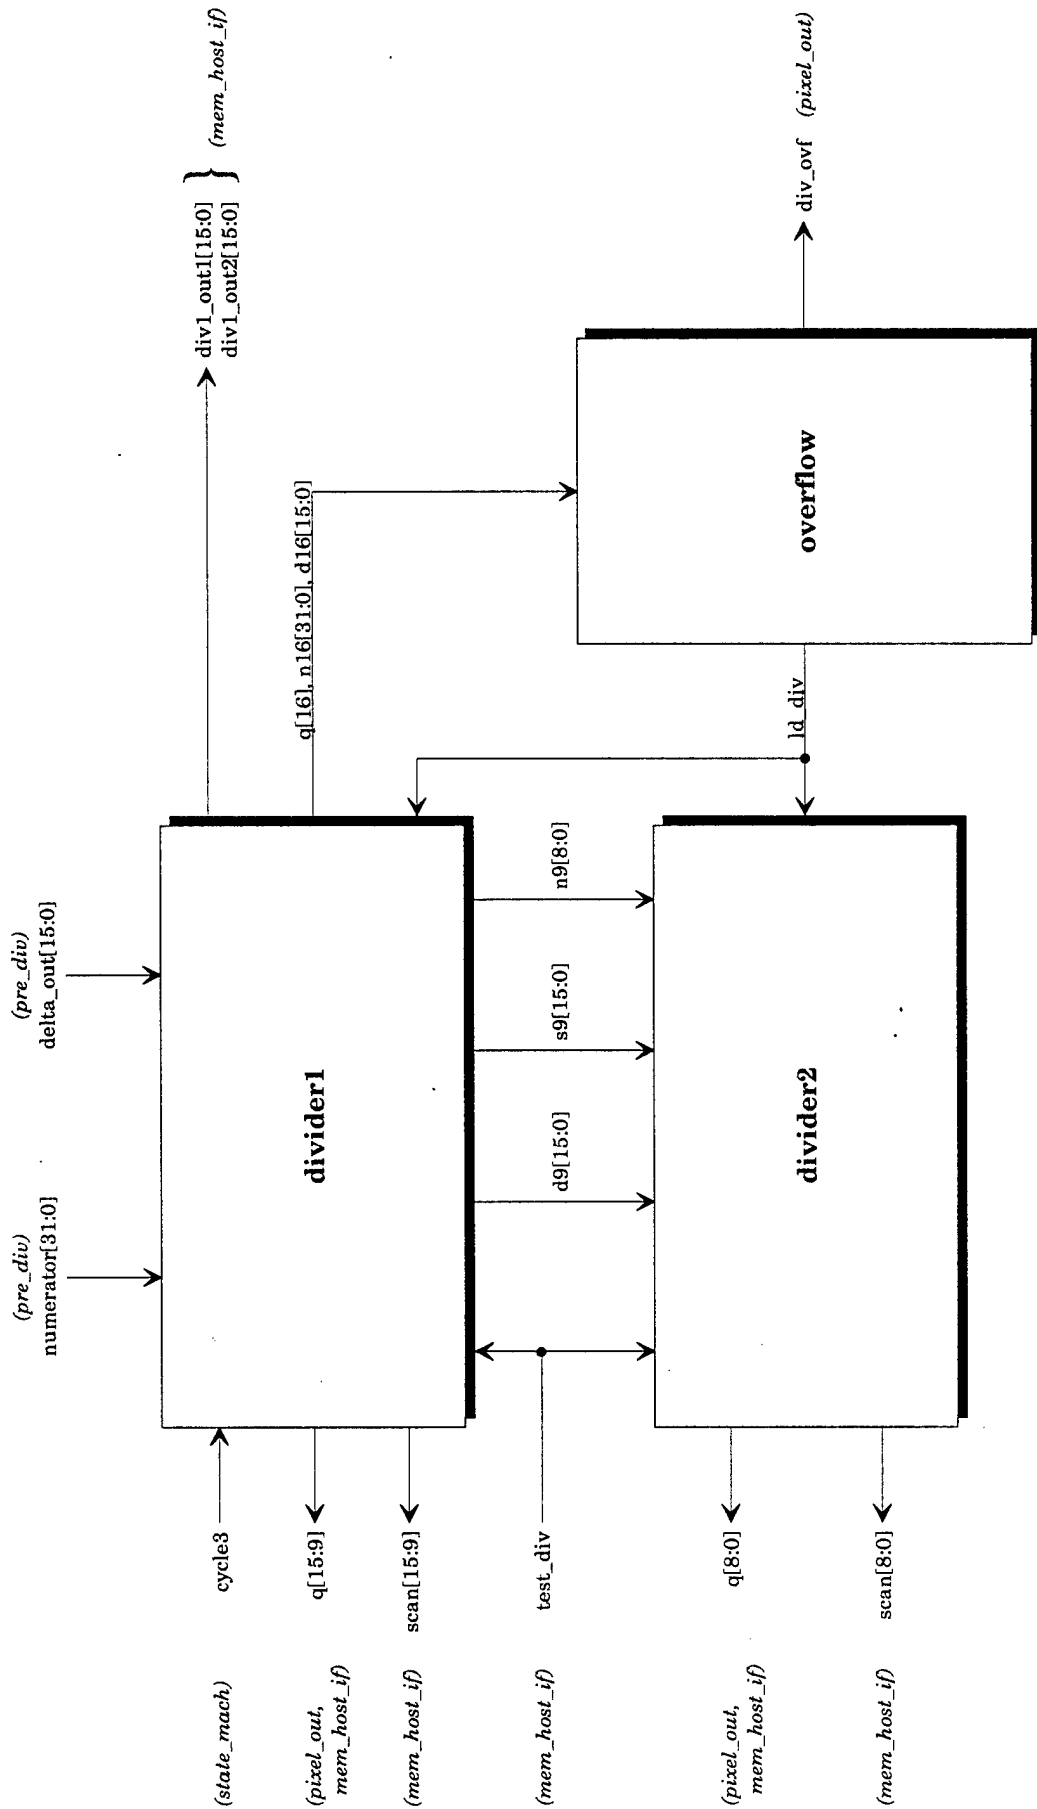 (pre_div)
numerator[31:0]
(pre_div)
delta_out[15:0]
div1_out1[15:0]
div1_out2[15:0]
(mem_host_if)
(state_mach) cycle3
q[16], n16[31:0], d16[15:0]
(pixel_out,
mem_host_if)
q[15:9]
divider1
(mem_host_if) scan[15:9]
(mem_host_if) test_div
d9[15:0]
s9[15:0]
n9[8:0]
(pixel_out,
mem_host_if)
q[8:0]
divider2
ld_div
overflow
div_ovf (pixel_out)
(mem_host_if) scan[8:0]